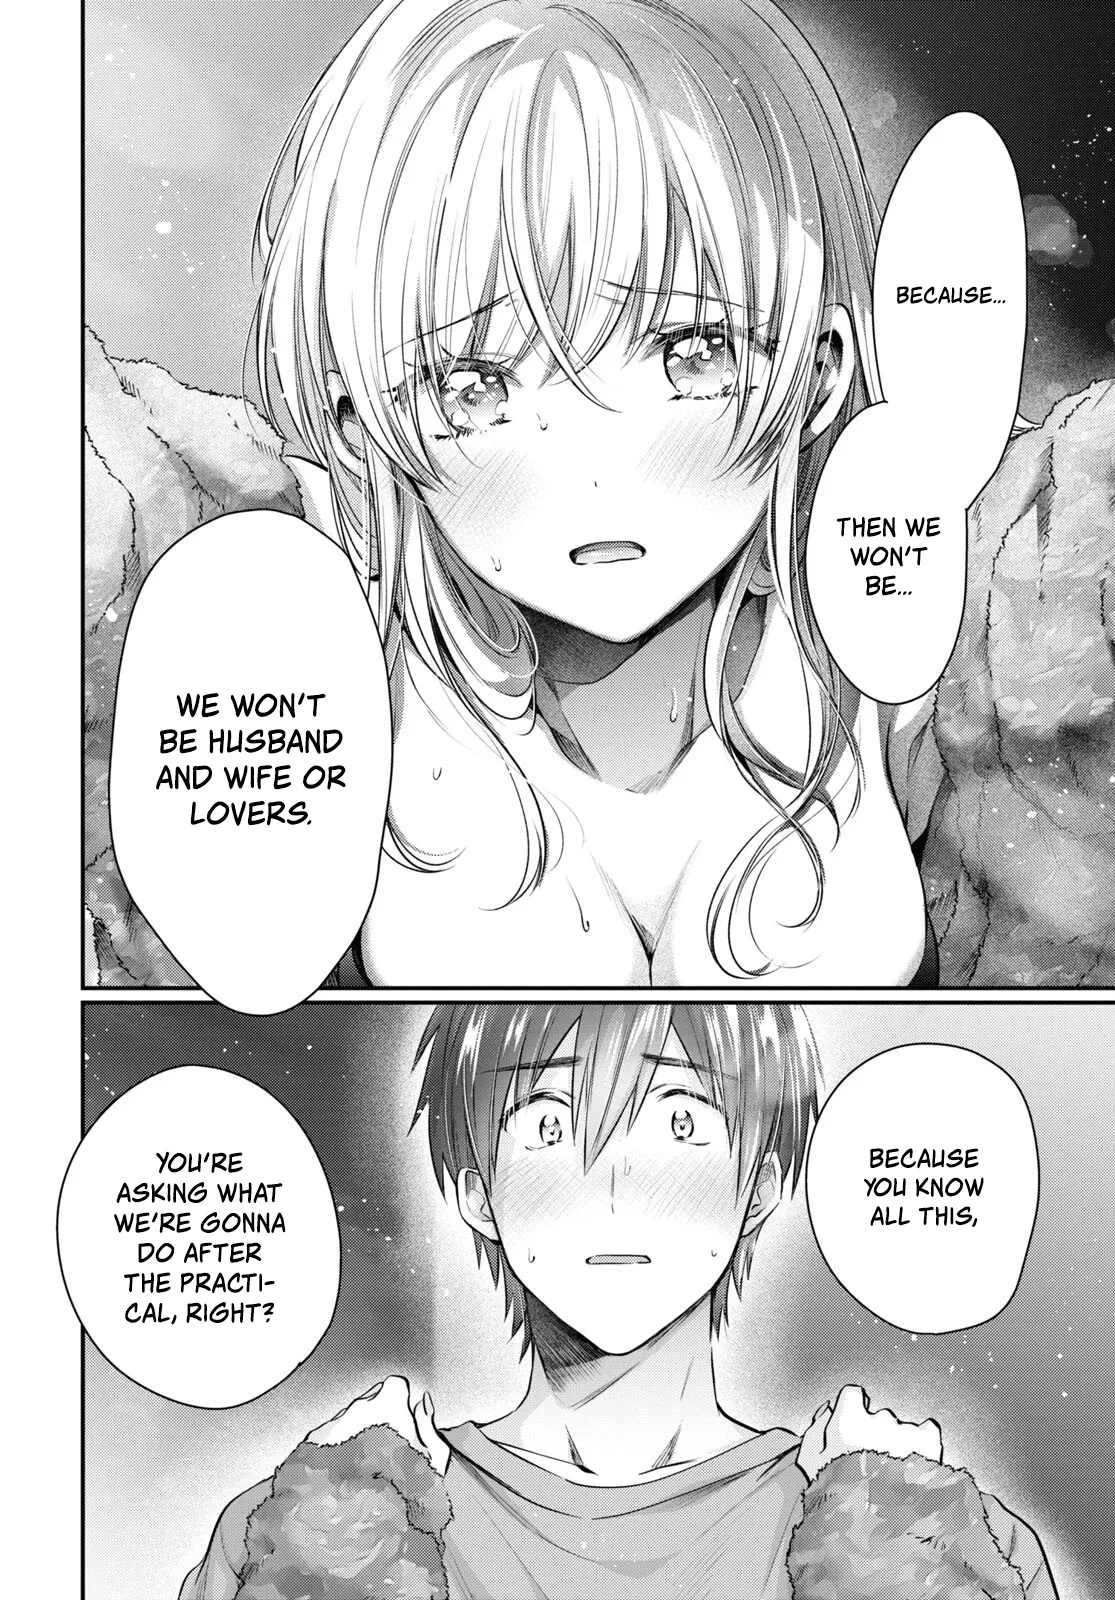 BECAUSE...
THEN WE
WON'T
BE...
WE WON'T
BE HUSBAND
AND WIFE OR
LOVERS.
BECAUSE
YOU KNOW
ALL THIS,
YOU'RE
ASKING WHAT
WE'RE GONNA
DO AFTER
THE PRACTI-
CAL, RIGHT?